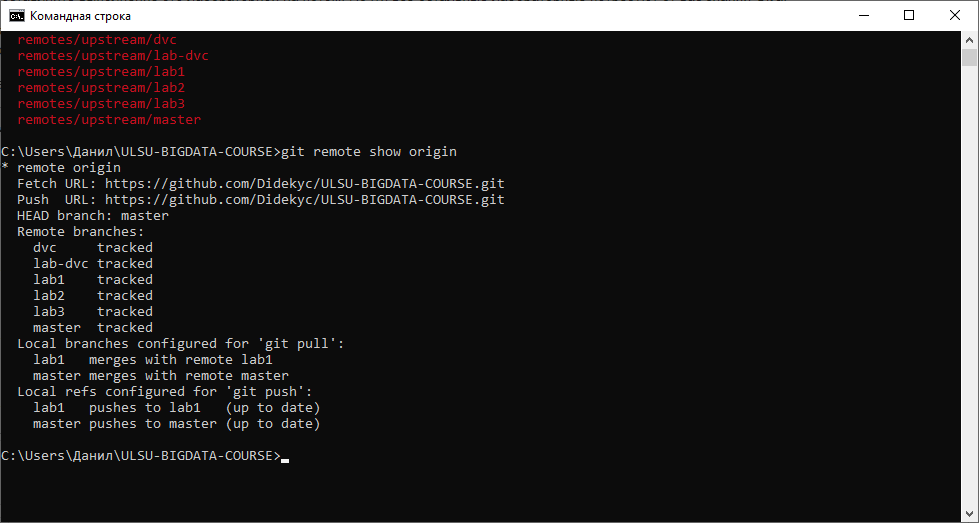 Командная строка
remotes/upstream/dvc
remotes/upstream/lab-dvc
remotes/upstream/lab1
remotes/upstream/lab2
remotes/upstream/lab3
remotes/upstream/master
C:\Users\Данил\ULSU-BIGDATA-COURSE>git remote show origin
* remote origin
Fetch URL: https://github.com/Didekyc/ULSU-BIGDATA-COURSE.git
Push  URL: https://github.com/Didekyc/ULSU-BIGDATA-COURSE.git
HEAD branch: master
Remote branches:
dvc     tracked
lab-dvc tracked
lab1    tracked
lab2    tracked
lab3    tracked
master  tracked
Local branches configured for 'git pull':
lab1   merges with remote lab1
master merges with remote master
Local refs configured for 'git push':
lab1   pushes to lab1   (up to date)
master pushes to master (up to date)
C:\Users\Данил\ULSU-BIGDATA-COURSE>